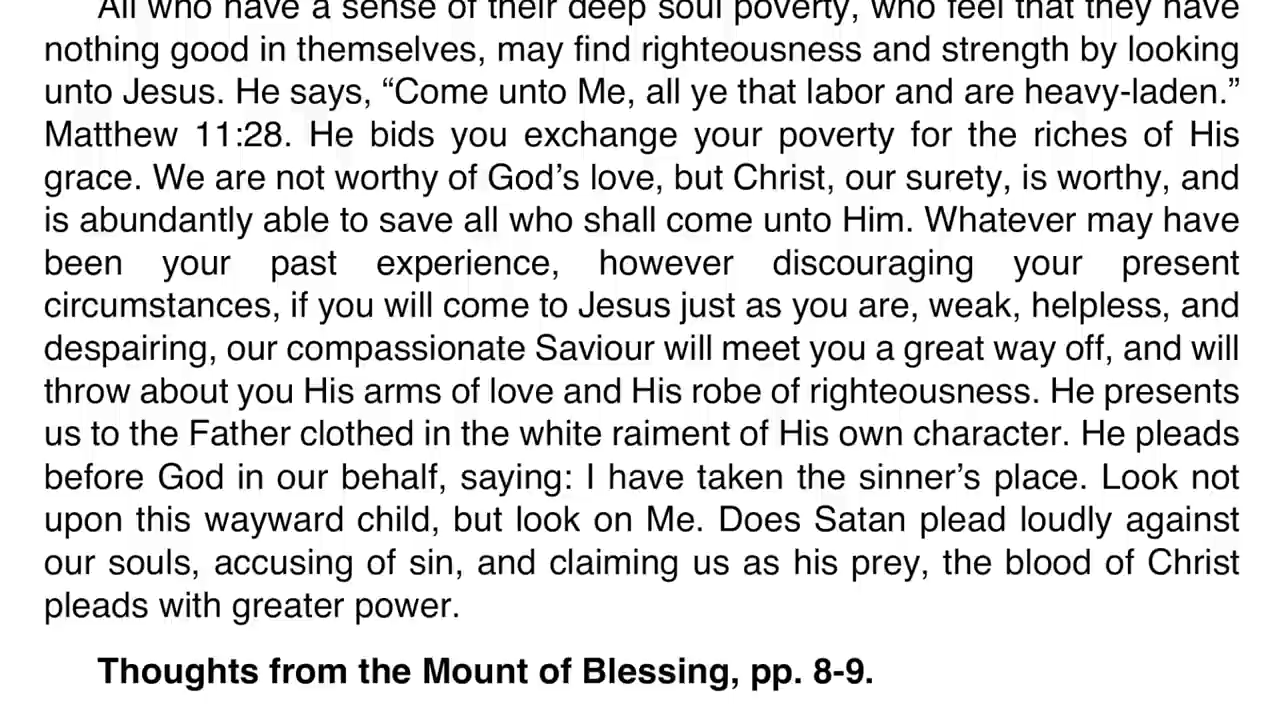 All who have a sense of their deep soul poverty, who feel that they have
nothing good in themselves, may find righteousness and strength by looking
unto Jesus. He says, “Come unto Me, all ye that labor and are heavy-laden.”
Matthew 11:28. He bids you exchange your poverty for the riches of His
grace. We are not worthy of God’s love, but Christ, our surety, is worthy, and
is abundantly able to save all who shall come unto Him. Whatever may have
been your past experience, however discouraging your present
circumstances, if you will come to Jesus just as you are, weak, helpless, and
despairing, our compassionate Saviour will meet you a great way off, and will
throw about you His arms of love and His robe of righteousness. He presents
us to the Father clothed in the white raiment of His own character. He pleads
before God in our behalf, saying: I have taken the sinner’s place. Look not
upon this wayward child, but look on Me. Does Satan plead loudly against
our souls, accusing of sin, and claiming us as his prey, the blood of Christ
pleads with greater power.
Thoughts from the Mount of Blessing, pp. 8-9.